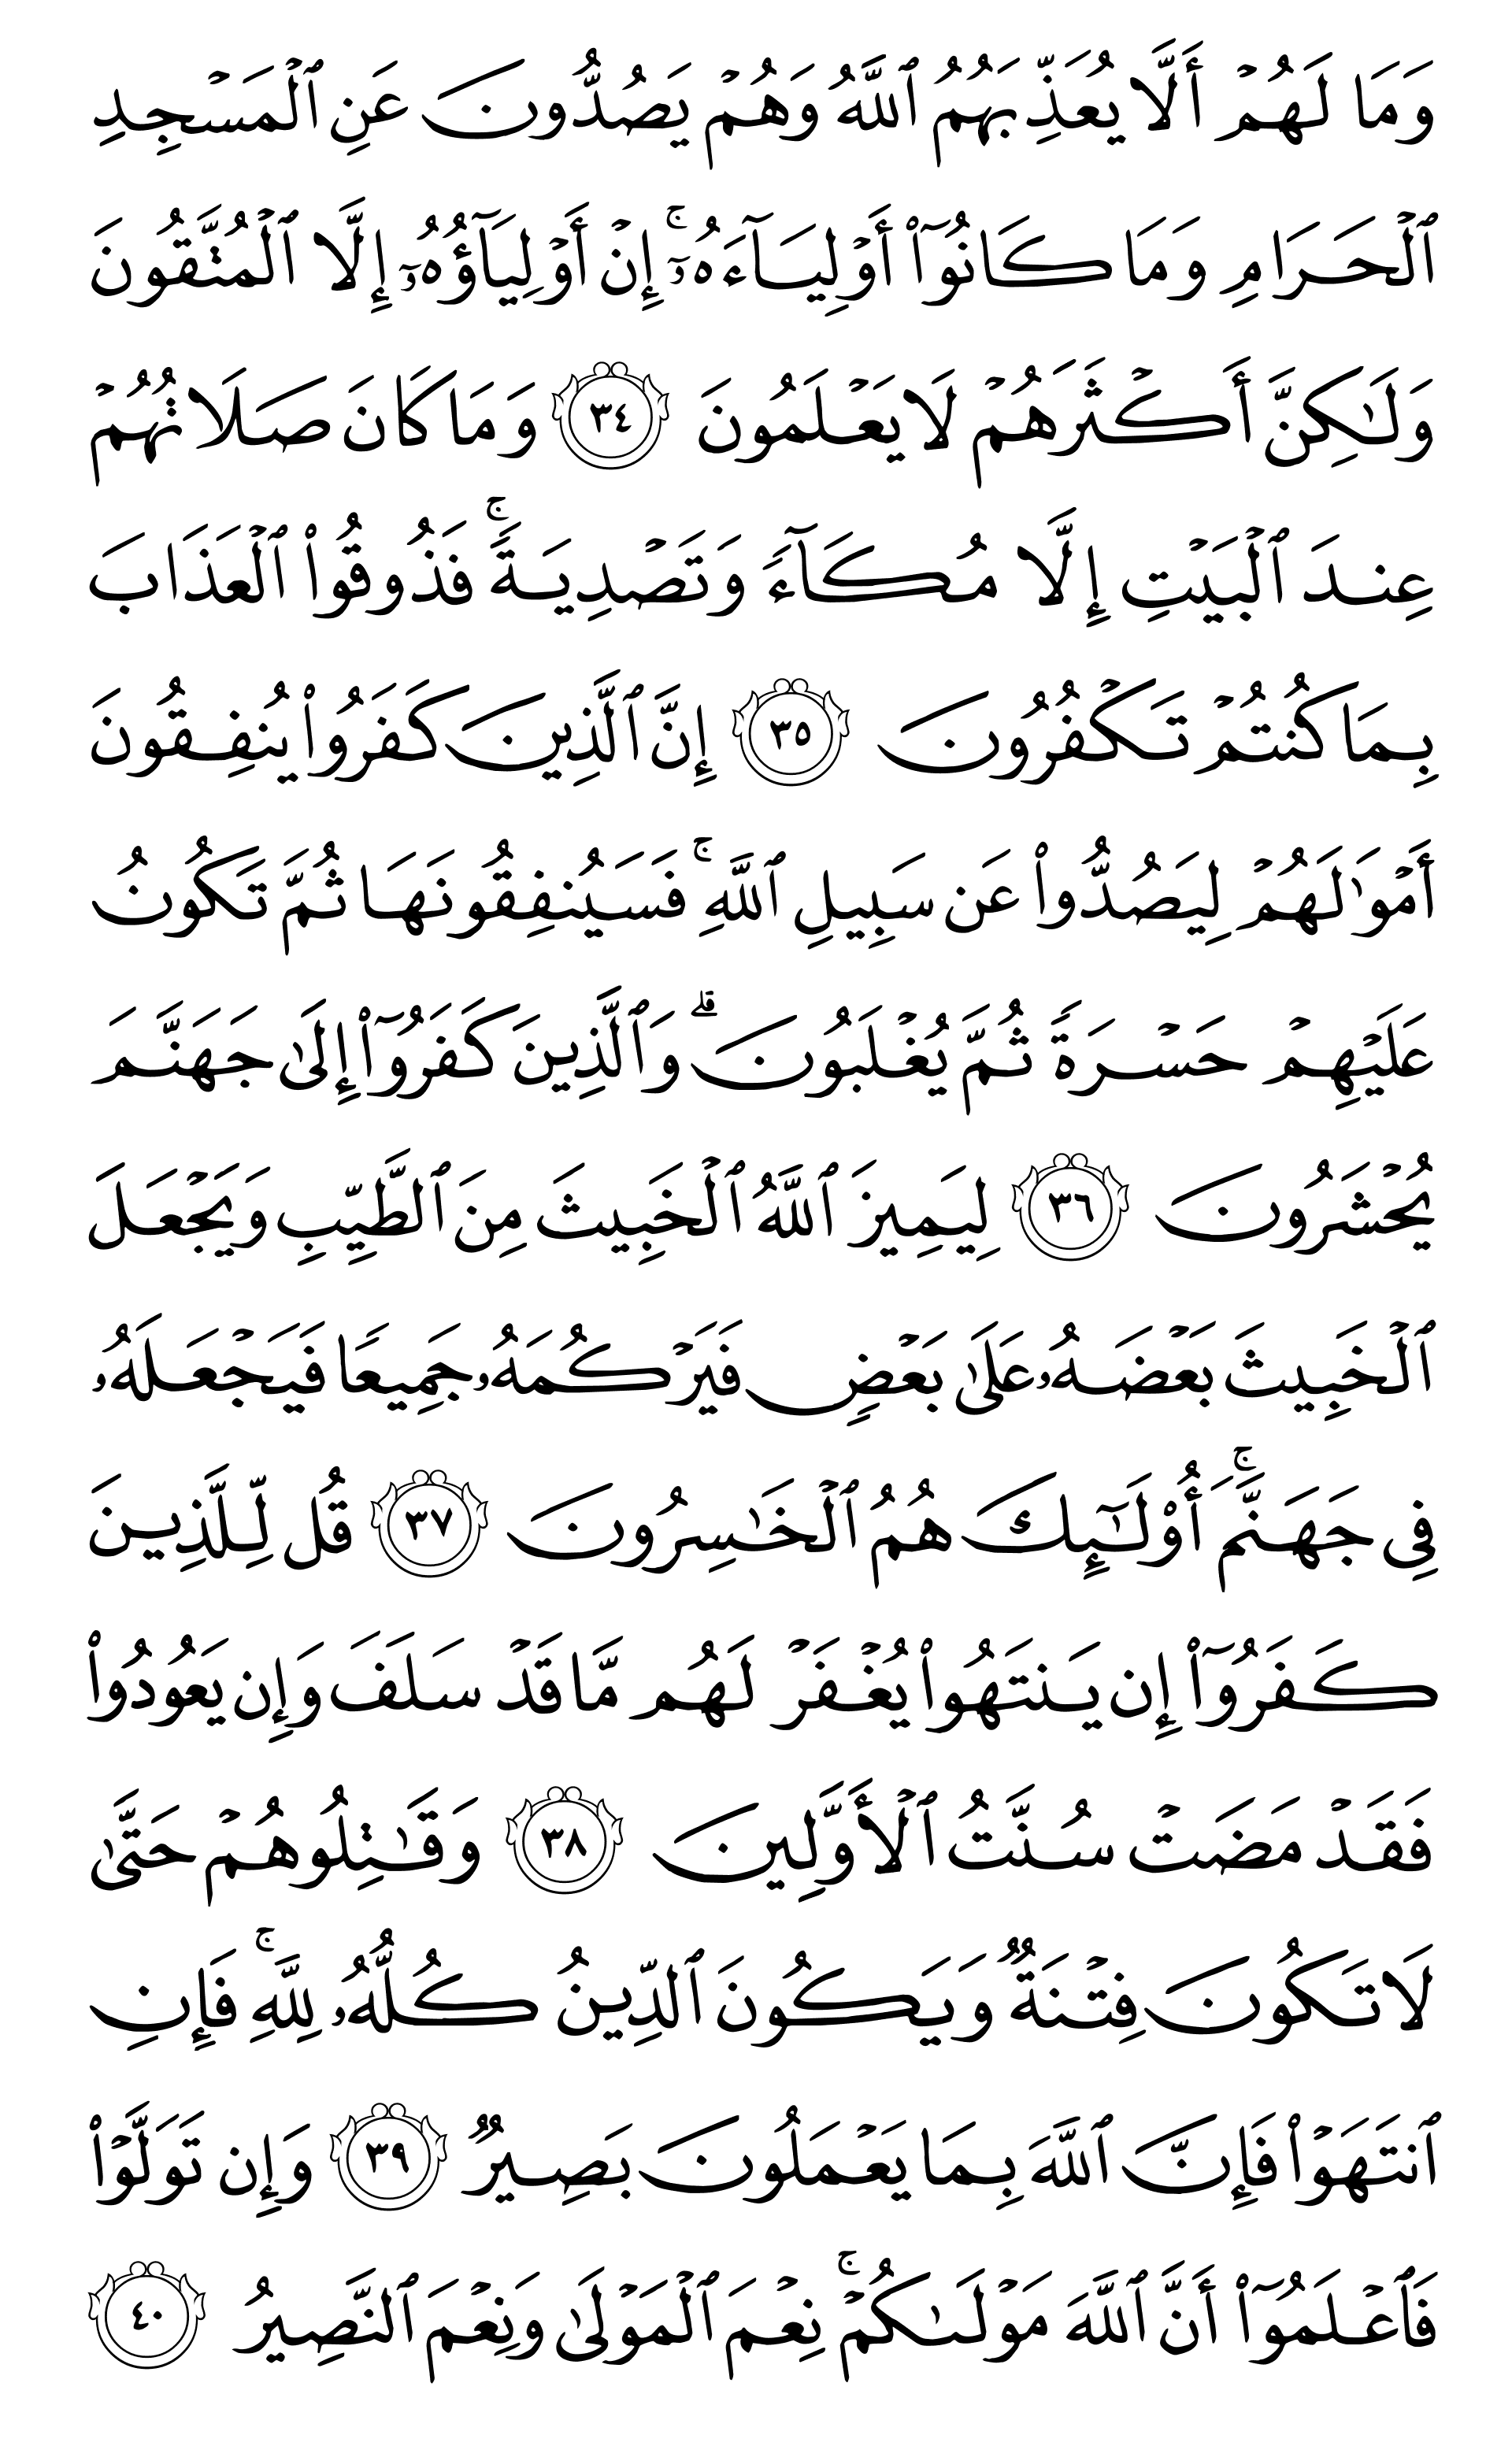 وَمَا لَهُمۡ أَلَّا يُعَذِّبَهُمُ ٱللَّهُ وَهُمۡ يَصُدُّونَ عَنِ ٱلۡمَسۡجِدِ
ٱلۡحَرَامِ وَمَا كَانُوٓاْ أَوۡلِيَآءَهُۥٓۚ إِنۡ أَوۡلِيَآؤُهُۥٓ إِلَّا ٱلۡمُتَّقُونَ
وَلَٰكِنَّ أَكۡثَرَهُمۡ لَا يَعۡلَمُونَ ٣٤ وَمَا كَانَ صَلَاتُهُمۡ
عِندَ ٱلۡبَيۡتِ إِلَّا مُكَآءٗ وَتَصۡدِيَةٗۚ فَذُوقُواْ ٱلۡعَذَابَ
بِمَا كُنتُمۡ تَكۡفُرُونَ ٣٥ إِنَّ ٱلَّذِينَ كَفَرُواْ يُنفِقُونَ
أَمۡوَٰلَهُمۡ لِيَصُدُّواْ عَن سَبِيلِ ٱللَّهِۚ فَسَيُنفِقُونَهَا ثُمَّ تَكُونُ
عَلَيۡهِمۡ حَسۡرَةٗ ثُمَّ يُغۡلَبُونَۗ وَٱلَّذِينَ كَفَرُوٓاْ إِلَىٰ جَهَنَّمَ
يُحۡشَرُونَ ٣٦ لِيَمِيزَ ٱللَّهُ ٱلۡخَبِيثَ مِنَ ٱلطَّيِّبِ وَيَجۡعَلَ
ٱلۡخَبِيثَ بَعۡضَهُۥ عَلَىٰ بَعۡضٖ فَيَرۡكُمَهُۥ جَمِيعٗا فَيَجۡعَلَهُۥ
فِي جَهَنَّمَۚ أُوْلَٰٓئِكَ هُمُ ٱلۡخَٰسِرُونَ ٣٧ قُل لِّلَّذِينَ
كَفَرُوٓاْ إِن يَنتَهُواْ يُغۡفَرۡ لَهُم مَّا قَدۡ سَلَفَ وَإِن يَعُودُواْ
فَقَدۡ مَضَتۡ سُنَّتُ ٱلۡأَوَّلِينَ ٣٨ وَقَٰتِلُوهُمۡ حَتَّىٰ
لَا تَكُونَ فِتۡنَةٞ وَيَكُونَ ٱلدِّينُ كُلُّهُۥ لِلَّهِۚ فَإِنِ
ٱنتَهَوۡاْ فَإِنَّ ٱللَّهَ بِمَا يَعۡمَلُونَ بَصِيرٞ ٣٩ وَإِن تَوَلَّوۡاْ
فَٱعۡلَمُوٓاْ أَنَّ ٱللَّهَ مَوۡلَىٰكُمۡۚ نِعۡمَ ٱلۡمَوۡلَىٰ وَنِعۡمَ ٱلنَّصِيرُ ٤٠